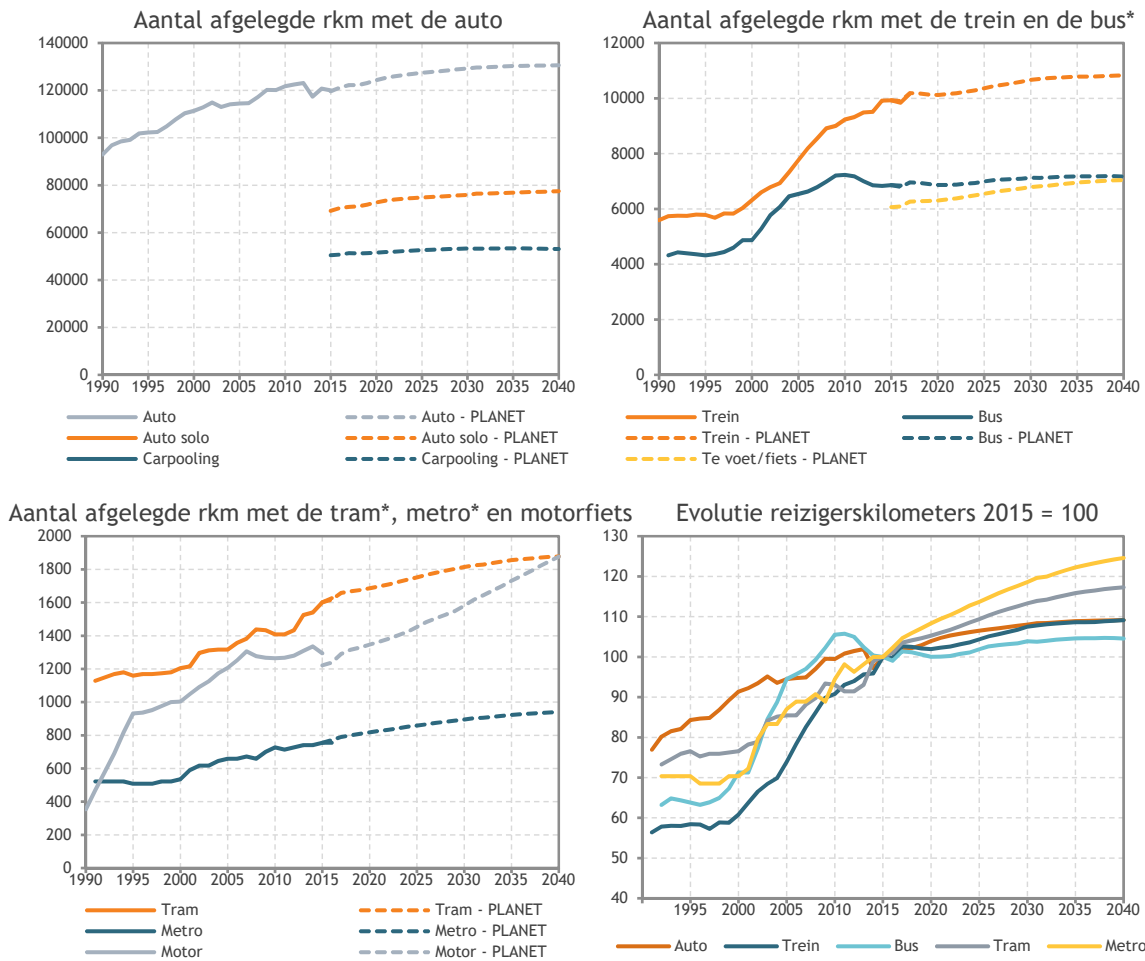 Aantal afgelegde rkm met de auto
140000
120000
100000
80000
60000
40000
20000
0
1990 1995 2000 2005 2010 2015 2020 2025 2030 2035 2040
Auto Auto - PLANET
Auto solo Auto solo - PLANET
Carpooling Carpooling - PLANET
Aantal afgelegde rkm met de trein en de bus*
12000
10000
8000
6000
4000
2000
0
1990 1995 2000 2005 2010 2015 2020 2025 2030 2035 2040
Trein Bus
Trein - PLANET Bus - PLANET
Te voet/fiets - PLANET
Aantal afgelegde rkm met de tram*, metro* en motorfiets
2000
1800
1600
1400
1200
1000
800
600
400
200
0
1990 1995 2000 2005 2010 2015 2020 2025 2030 2035 2040
Tram Tram - PLANET
Metro Metro - PLANET
Motor Motor - PLANET
Evolutie reizigerskilometers 2015 = 100
130
120
110
100
90
80
70
60
50
40
1995 2000 2005 2010 2015 2020 2025 2030 2035 2040
Auto Trein Bus Tram Metro